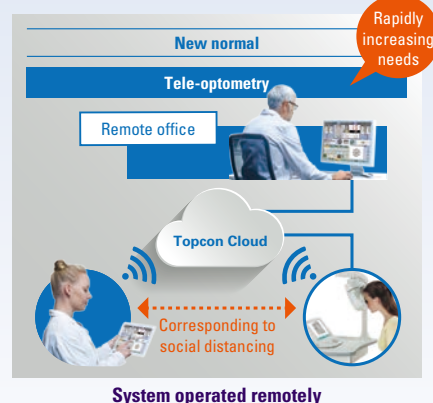 Rapidly
increasing
needs
New normal
Tele-optometry
Remote office
Topcon Cloud
Corresponding to
social distancing
System operated remotely